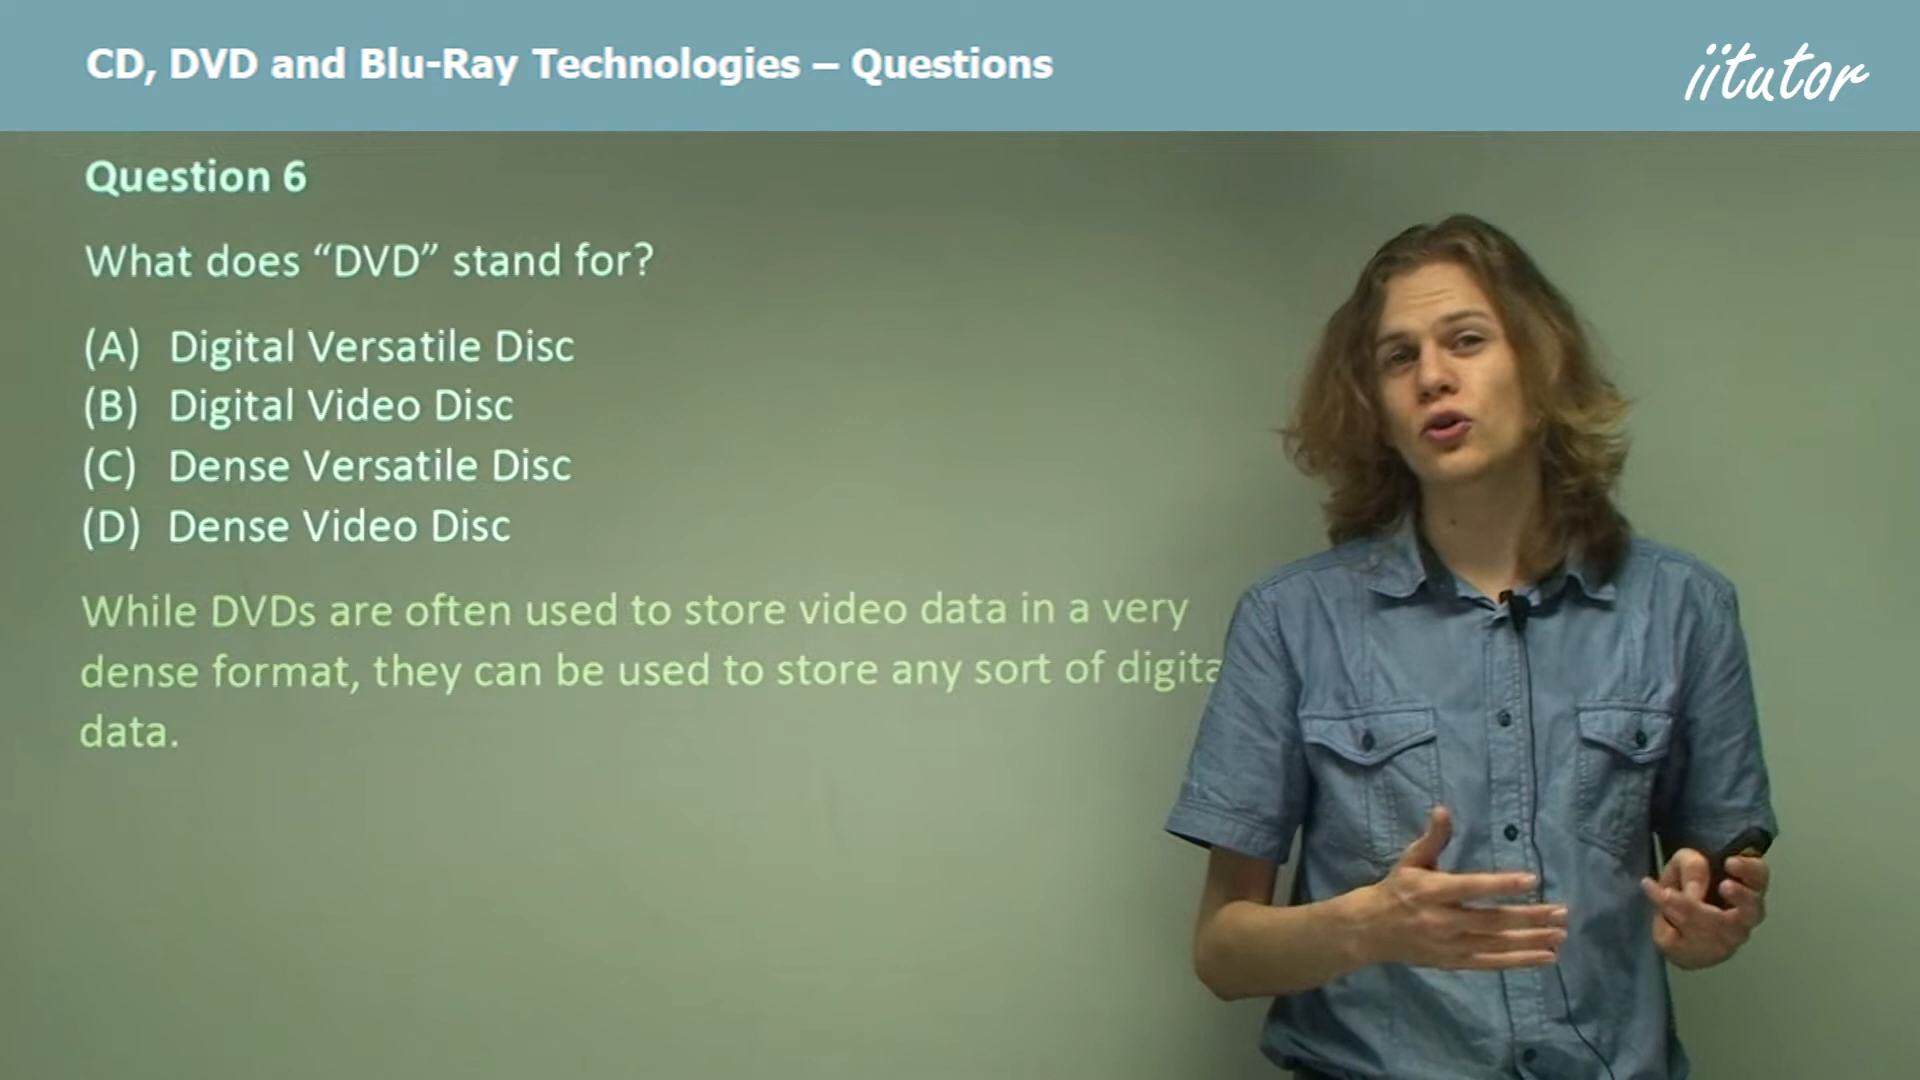 CD, DVD and Blu-Ray Technologies – Questions
iitutor
Question 6
What does “DVD” stand for?
(A) Digital Versatile Disc
(B) Digital Video Disc
(C) Dense Versatile Disc
(D) Dense Video Disc
While DVDs are often used to store video data in a very
dense format, they can be used to store any sort of digita
data.